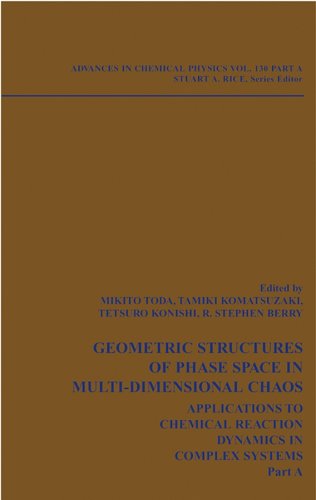 ADVANCES IN CHEMICAL PHYSICS VOL. 130 PART A
STUART A. RICE, Series Editor
Edited by
MIKITO TODA, TAMIKI KOMATSUZAKI,
TETSURO KONISHI, R. STEPHEN BERRY
GEOMETRIC STRUCTURES
OF PHASE SPACE IN
MULTI-DIMENSIONAL CHAOS
APPLICATIONS TO
CHEMICAL REACTION
DYNAMICS IN
COMPLEX SYSTEMS
Part A